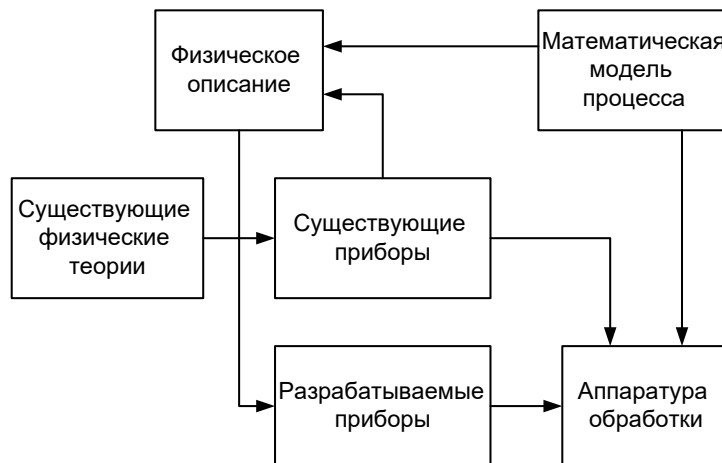 Физическое
описание
Математическая
модель
процесса
Существующие
физические
теории
Существующие
приборы
Разрабатываемые
приборы
Аппаратура
обработки